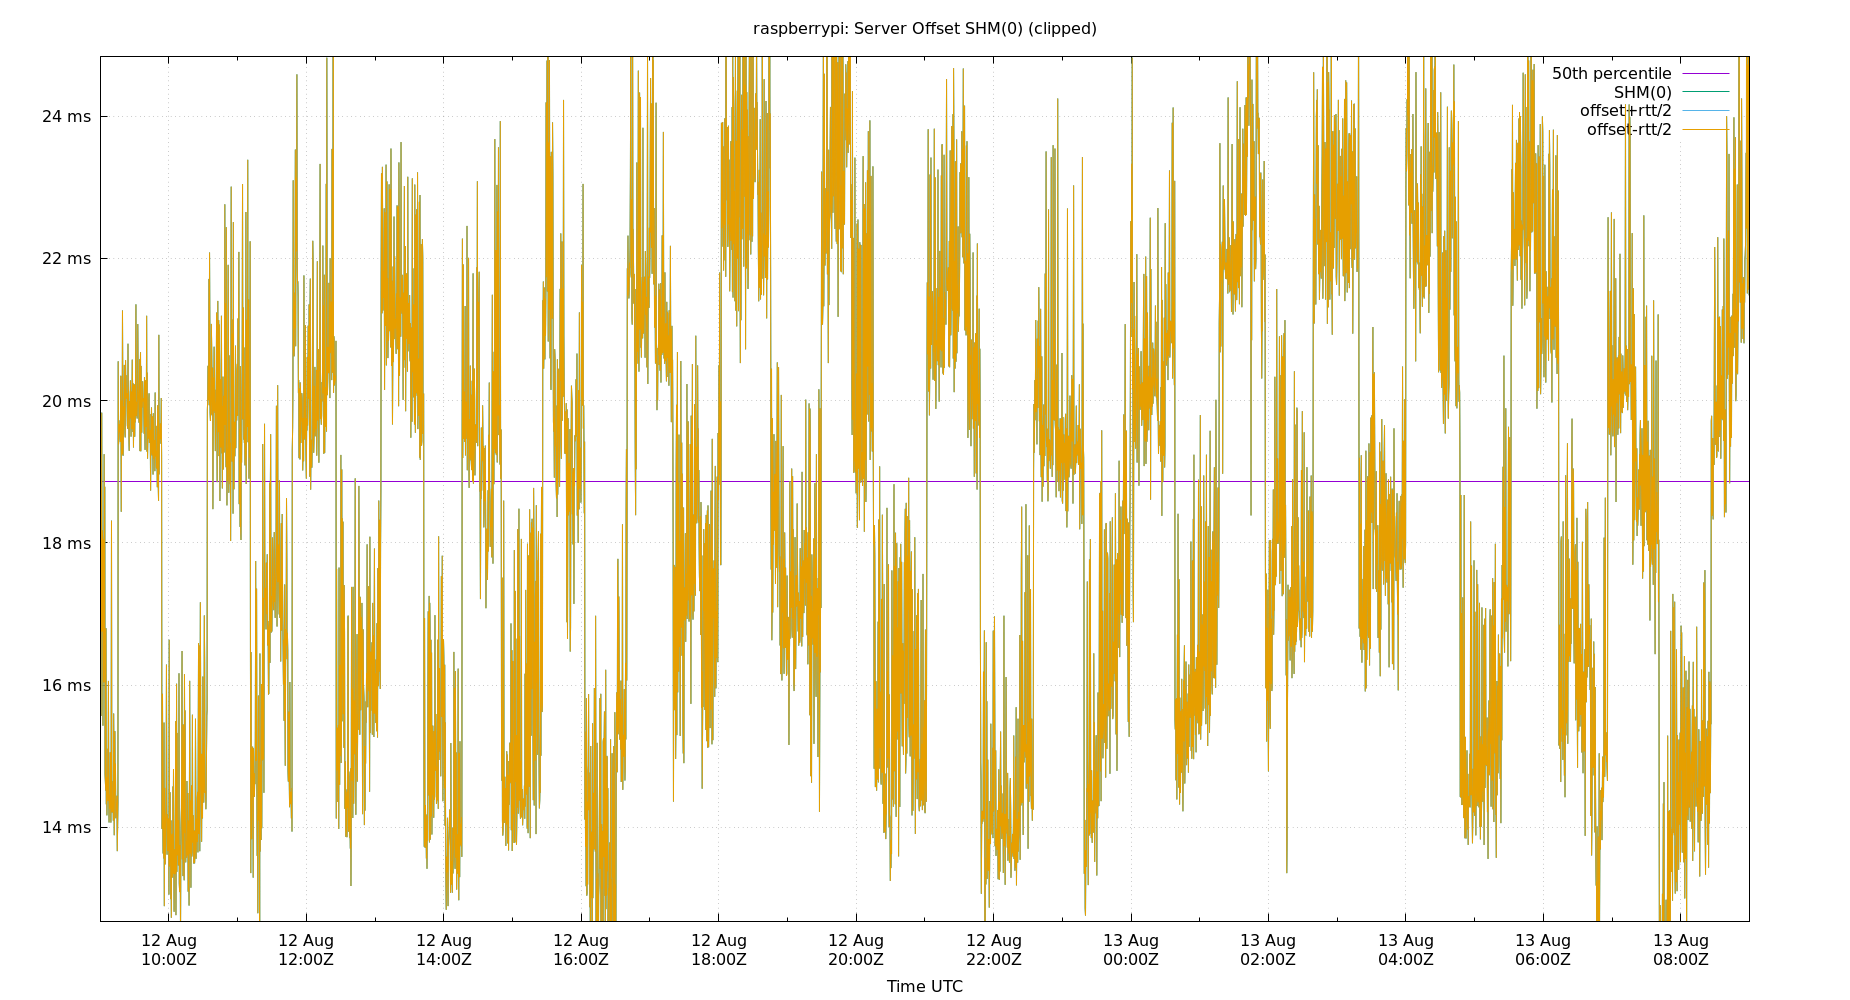 raspberrypi: Server Offset SHM(0) (clipped)
50th percentile
SHM(0)
offset+rtt/2
offset-rtt/2
24 ms
22 ms
20 ms
18 ms
16 ms
14 ms
12 Aug 12 Aug 12 Aug 12 Aug 12 Aug 12 Aug 12 Aug 13 Aug 13 Aug 13 Aug 13 Aug 13 Aug
10:00Z 12:00Z 14:00Z 16:00Z 18:00Z 20:00Z 22:00Z 00:00Z 02:00Z 04:00Z 06:00Z 08:00Z
Time UTC